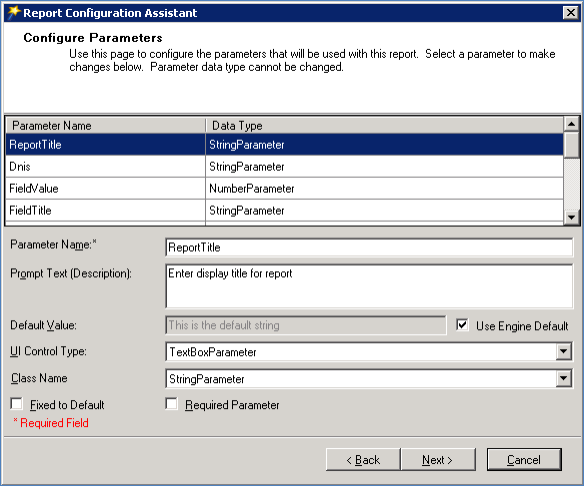 Report Configuration Assistant
Configure Parameters
Use this page to configure the parameters that will be used with this report. Select a parameter to make
changes below. Parameter data type cannot be changed.
Parameter Name Data Type
ReportTitle StringParameter
Dnis StringParameter
FieldValue NumberParameter
FieldTitle StringParameter
Parameter Name:* ReportTitle
Prompt Text (Description): Enter display title for report
Default Value: This is the default string Use Engine Default
UI Control Type: TextBoxParameter
Class Name StringParameter
Fixed to Default Required Parameter
* Required Field
< Back Next > Cancel